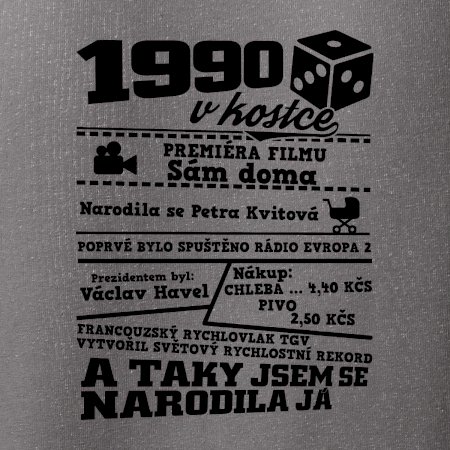 1990
v kostce
PREMIÉRA FILMU
Sám doma
Narodila se Petra Kvitová
POPRVÉ BYLO SPUŠTĚNO RÁDIO EVROPA 2
Prezidentem byl:
Václav Havel
Nákup:
CHLEBA ... 4,40 KČS
PIVO
2,50 KČS
FRANCOUZSKÝ RYCHLOVLAK TGV
VYTVOŘIL SVĚTOVÝ RYCHLOSTNÍ REKORD
A TAKY JSEM SE
NARODILA JÁ